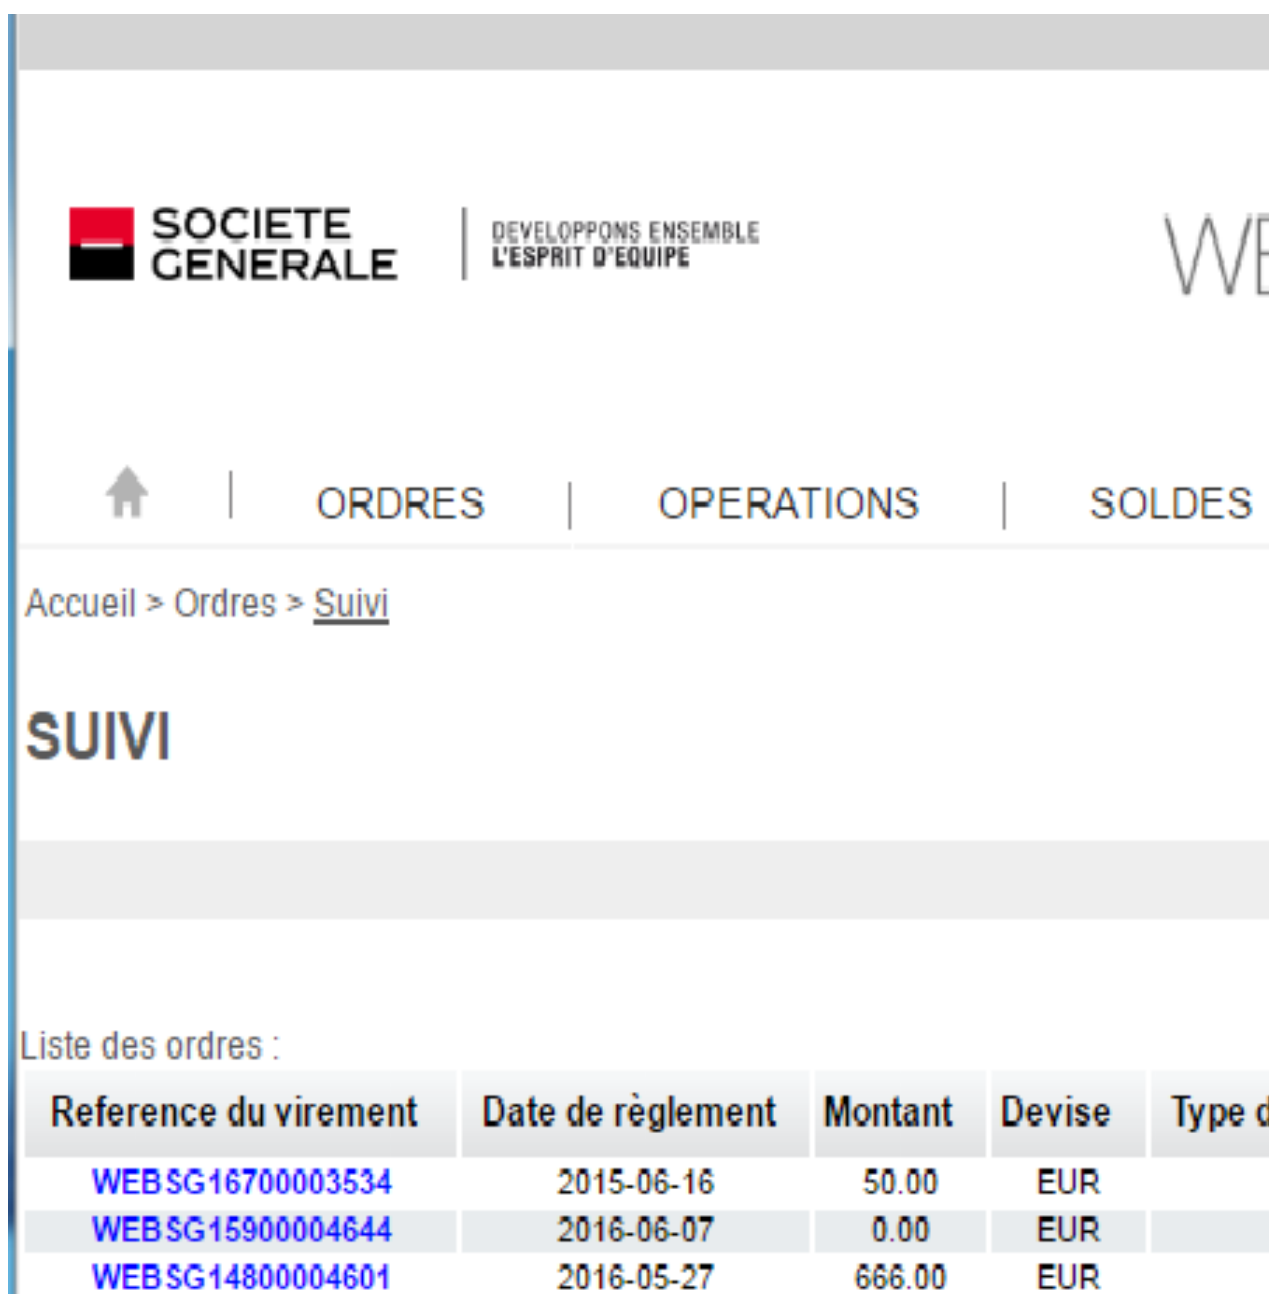 SOCIETE
GENERALE
DEVELOPPONS ENSEMBLE
L'ESPRIT D'EQUIPE
WE
ORDRES | OPERATIONS | SOLDES
Accueil > Ordres > Suivi
SUIVI
Liste des ordres :
Reference du virement Date de règlement Montant Devise Type d
WEBSG16700003534 2015-06-16 50.00 EUR
WEBSG15900004644 2016-06-07 0.00 EUR
WEBSG14800004601 2016-05-27 666.00 EUR